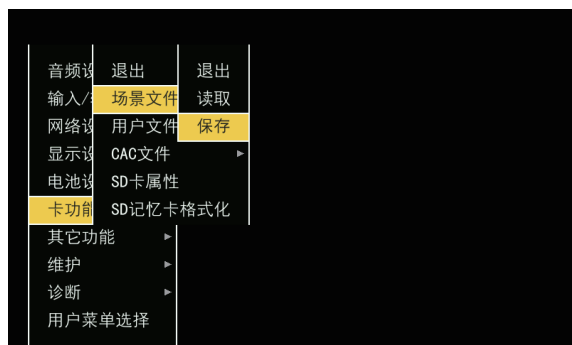 音频设
输入/
网络设
显示设
电池设
卡功能
其它功能
维护
诊断
用户菜单选择
退出
场景文件
用户文件
CAC文件
SD卡属性
SD记忆卡格式化
退出
读取
保存